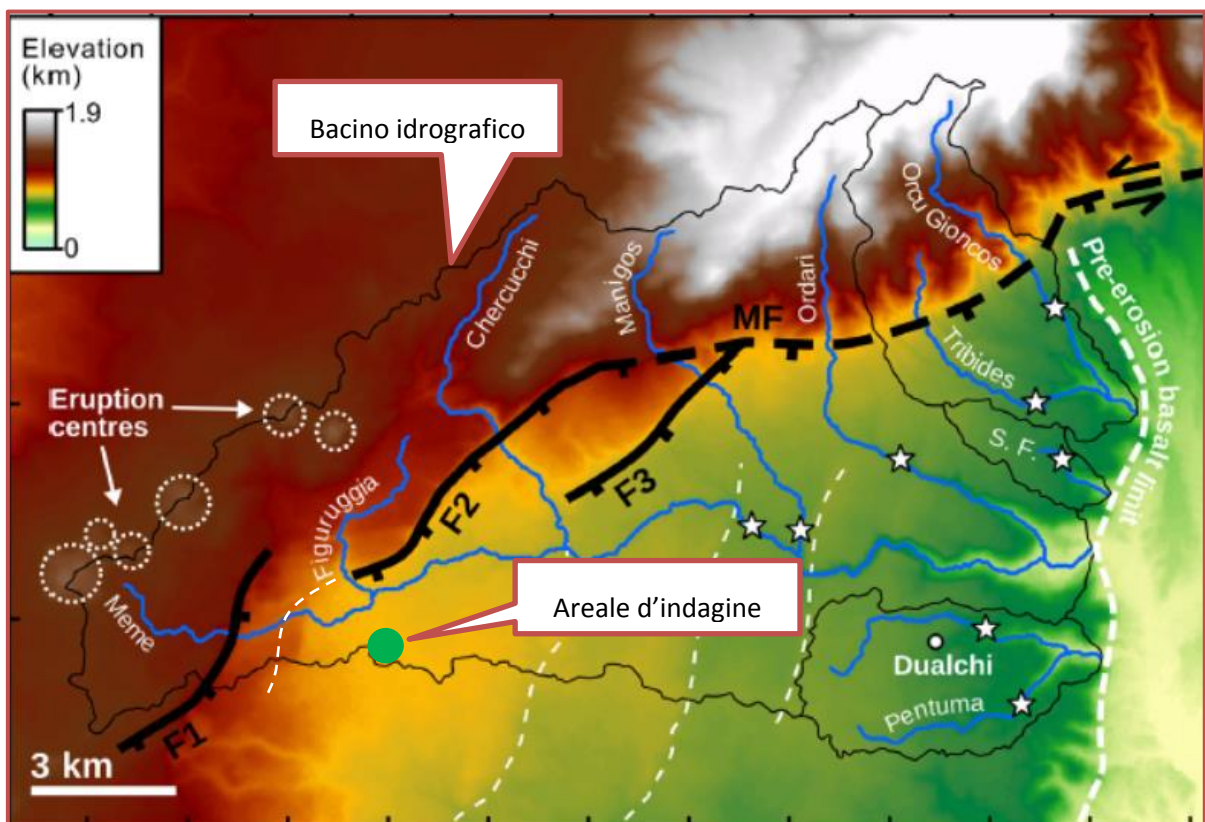 Elevation
(km)
1.9
0
Bacino idrografico
Orcu Gioncos
Chercucchi
Manigos
Ordari
Pre-erosion basalt limit
MF
Tribides
Eruption
centres
S. F.
F3
F2
Figuruggia
Areale d’indagine
Meme
Dualchi
Pentuma
F1
3 km